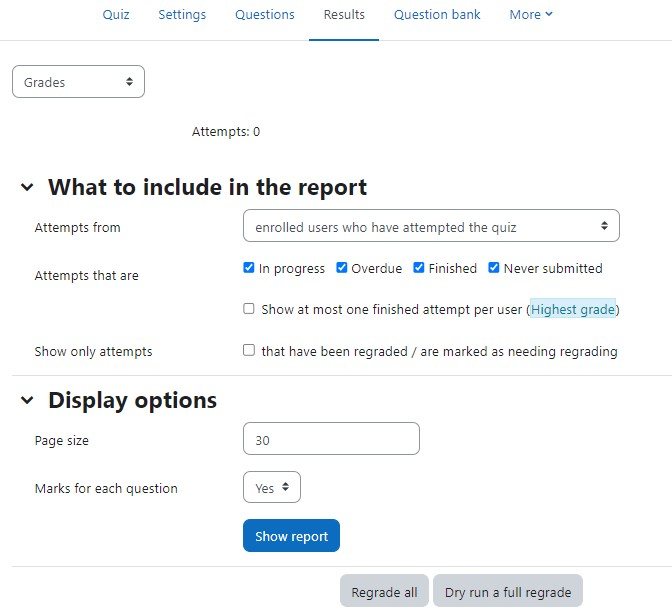 Quiz Settings Questions Results Question bank More
Grades
Attempts: 0
What to include in the report
Attempts from enrolled users who have attempted the quiz
Attempts that are In progress Overdue Finished Never submitted
Show at most one finished attempt per user (Highest grade)
Show only attempts that have been regraded / are marked as needing regrading
Display options
Page size 30
Marks for each question Yes
Show report
Regrade all Dry run a full regrade